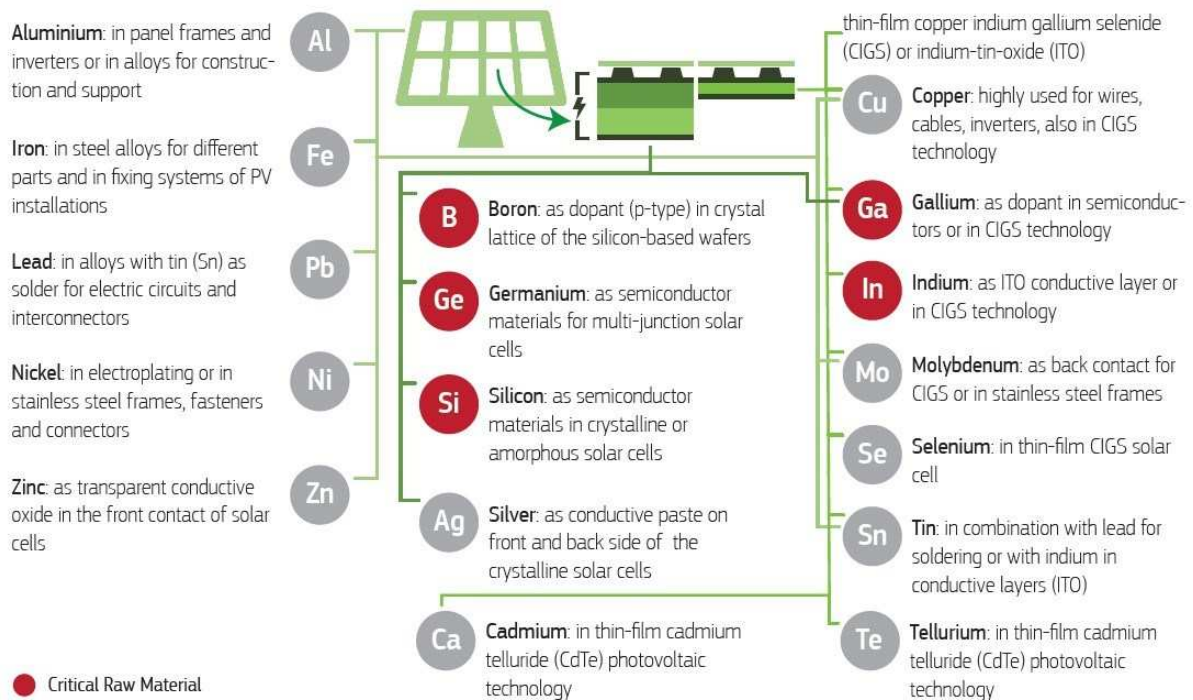 Al
Aluminium: in panel frames and
inverters or in alloys for construc-
tion and support
Fe
Iron: in steel alloys for different
parts and in fixing systems of PV
installations
Pb
Lead: in alloys with tin (Sn) as
solder for electric circuits and
interconnectors
Ni
Nickel: in electroplating or in
stainless steel frames, fasteners
and connectors
Zn
Zinc: as transparent conductive
oxide in the front contact of solar
cells
B
Boron: as dopant (p-type) in crystal
lattice of the silicon-based wafers
Ge
Germanium: as semiconductor
materials for multi-junction solar
cells
Si
Silicon: as semiconductor
materials in crystalline or
amorphous solar cells
Ag
Silver: as conductive paste on
front and back side of the
crystalline solar cells
Ca
Cadmium: in thin-film cadmium
telluride (CdTe) photovoltaic
technology
thin-film copper indium gallium selenide
(CIGS) or indium-tin-oxide (ITO)
Cu
Copper: highly used for wires,
cables, inverters, also in CIGS
technology
Ga
Gallium: as dopant in semiconduc-
tors or in CIGS technology
In
Indium: as ITO conductive layer or
in CIGS technology
Mo
Molybdenum: as back contact for
CIGS or in stainless steel frames
Se
Selenium: in thin-film CIGS solar
cell
Sn
Tin: in combination with lead for
soldering or with indium in
conductive layers (ITO)
Te
Tellurium: in thin-film cadmium
telluride (CdTe) photovoltaic
technology
Critical Raw Material